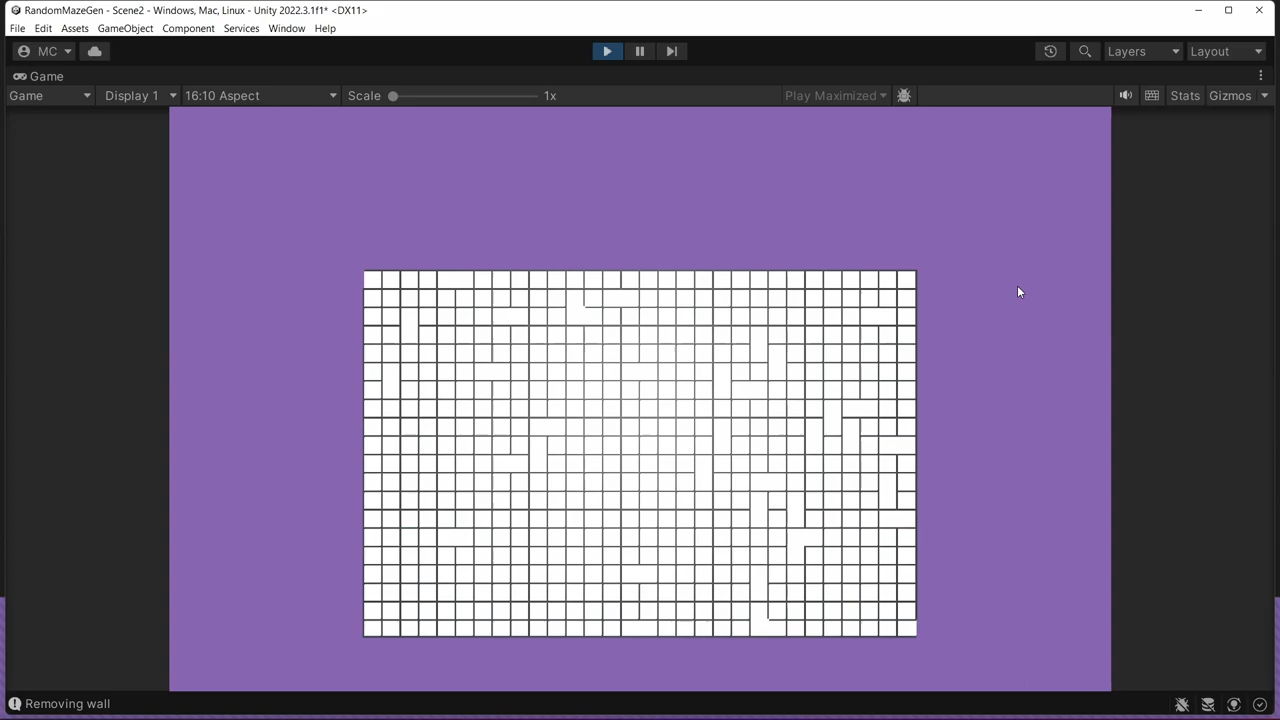 RandomMazeGen - Scene2 - Windows, Mac, Linux - Unity 2022.3.1f1* <DX11>
File Edit Assets GameObject Component Services Window Help
MC Layers Layout
Game
Game Display 1 16:10 Aspect Scale 1x Play Maximized Stats Gizmos
Removing wall